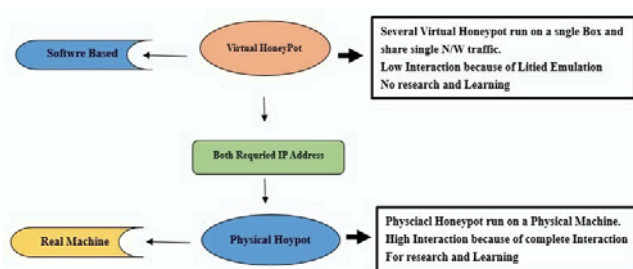 Softwre Based
Virtual HoneyPot
Several Virtual Honeypot run on a sngle Box and
share single N/W traffic.
Low Interaction because of Litied Emulation
No research and Learning
Both Requried IP Address
Real Machine
Physical Hoypot
Physciacl Honeypot run on a Physical Machine.
High Interaction because of complete Interaction
For research and Learning